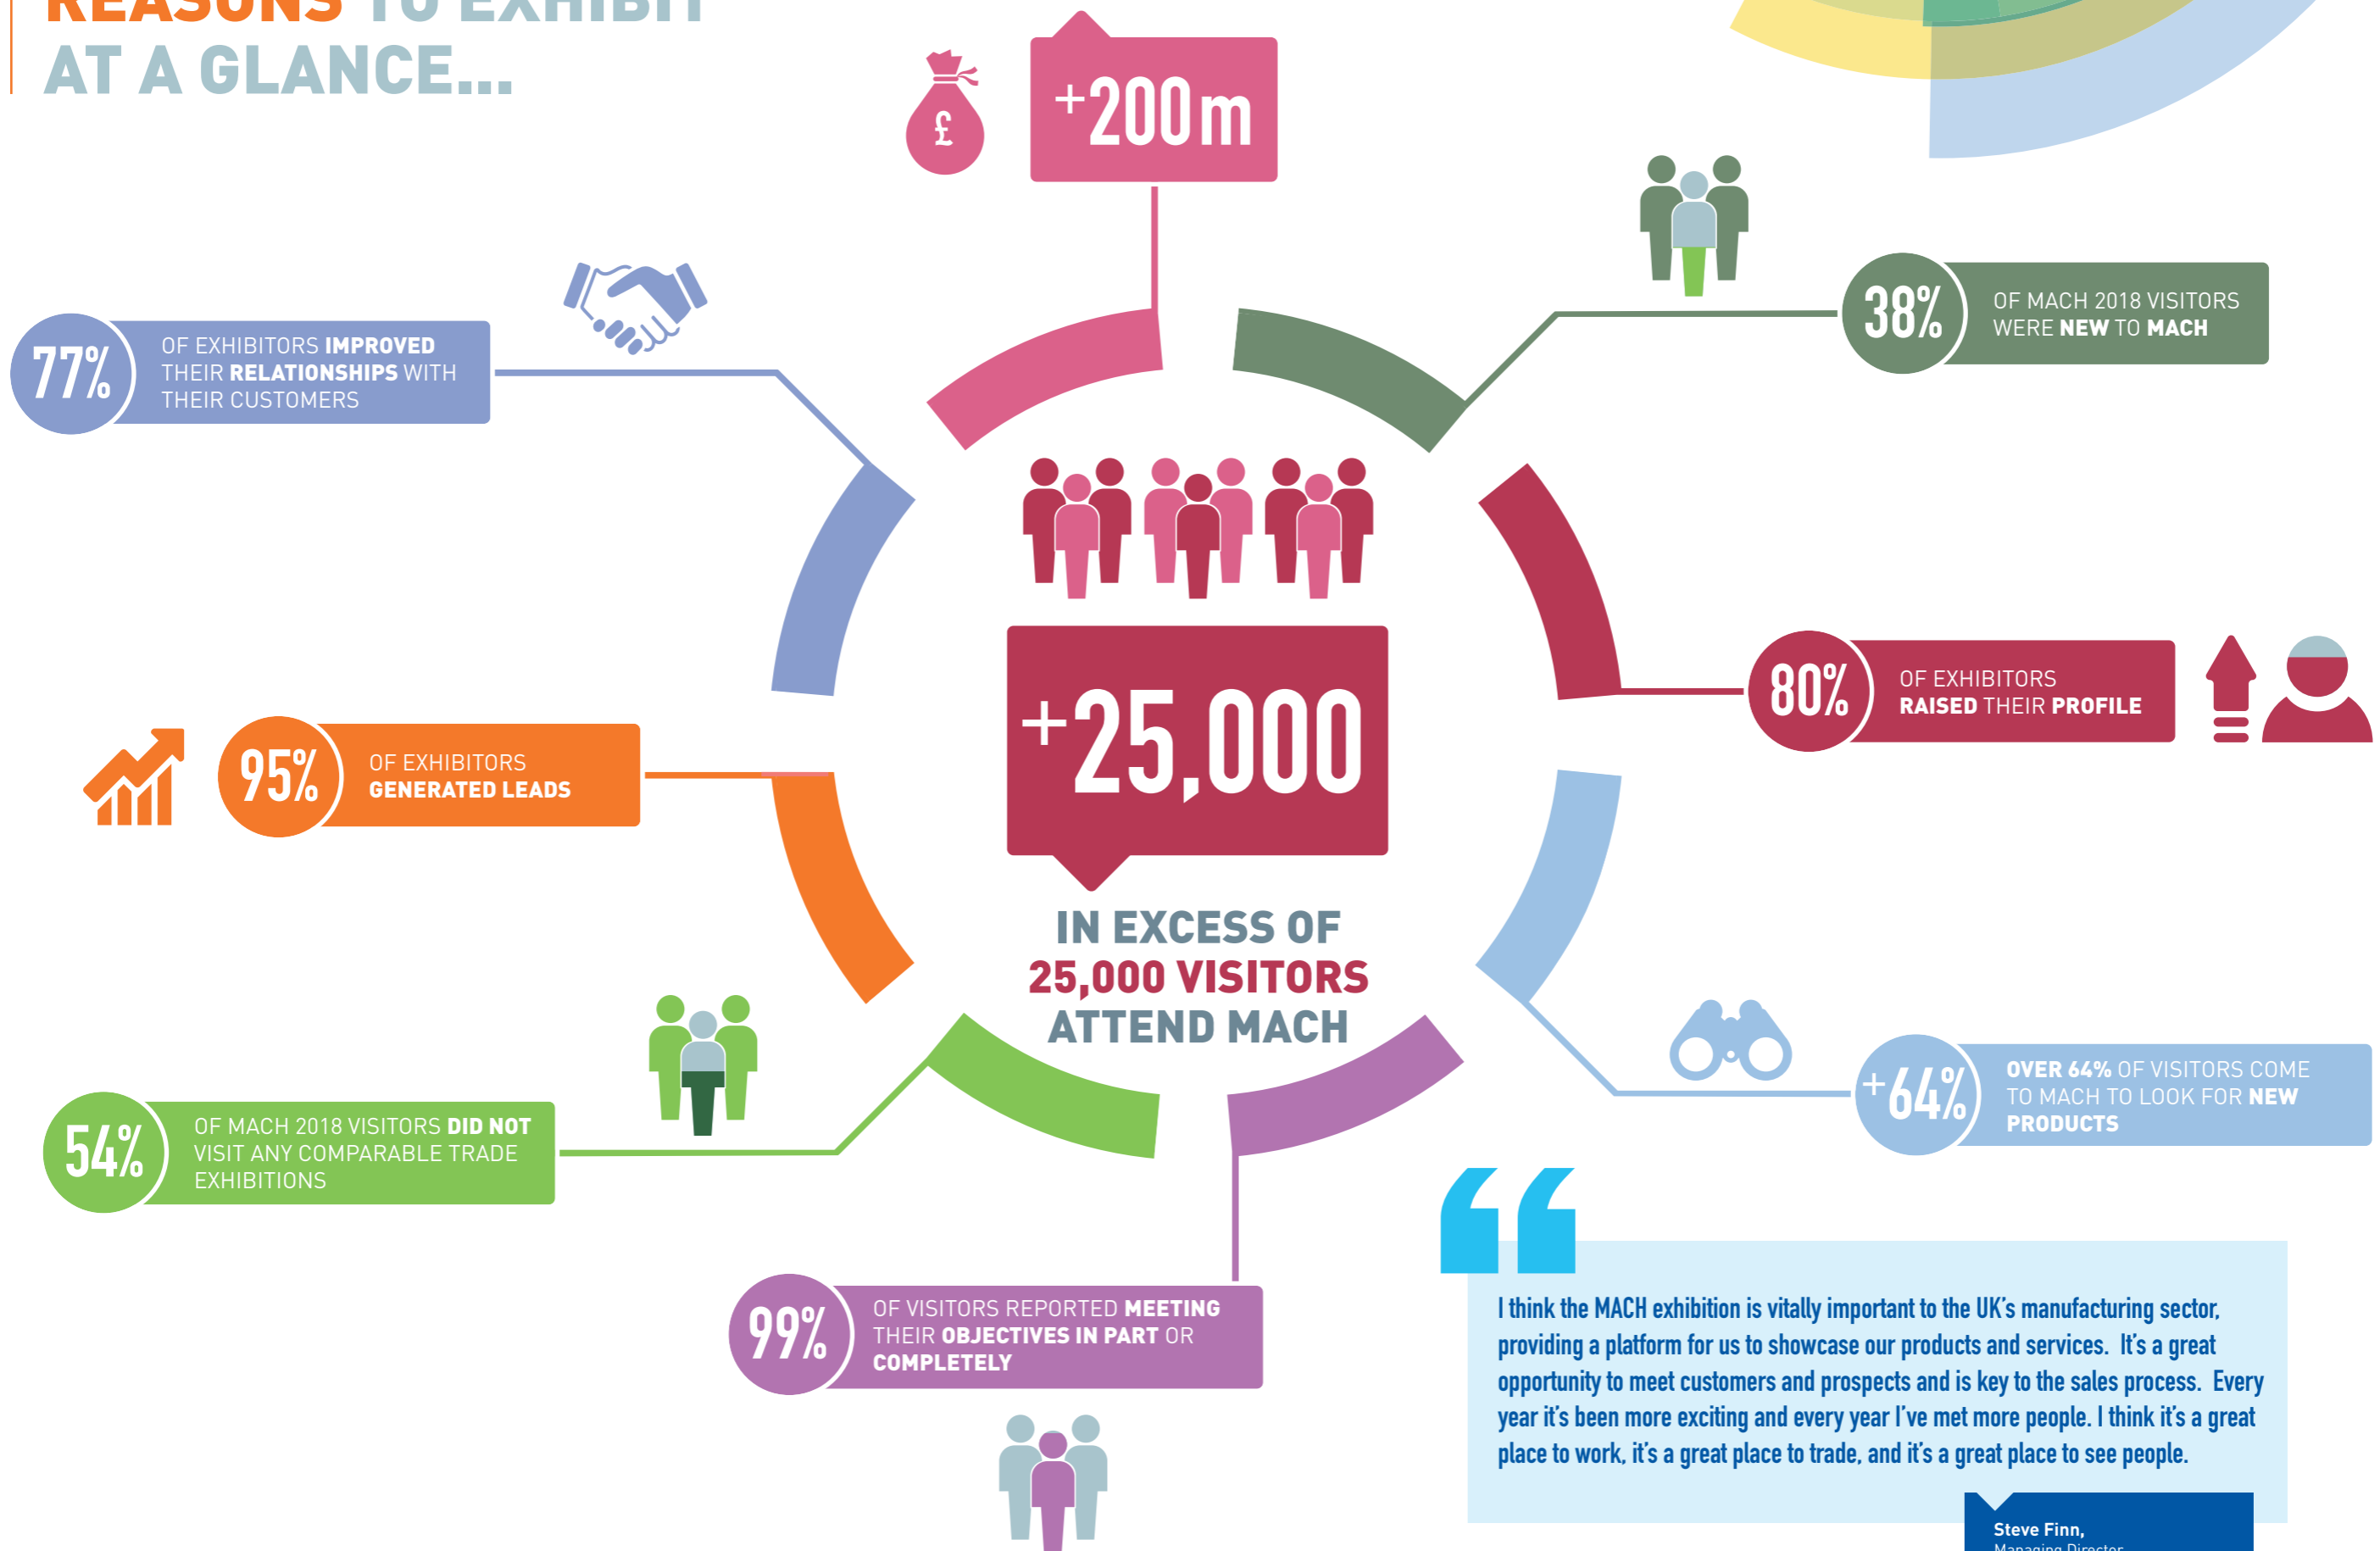 REASONS TO EXHIBIT
AT A GLANCE...
£
+200m
38%
OF MACH 2018 VISITORS
WERE NEW TO MACH
77%
OF EXHIBITORS IMPROVED
THEIR RELATIONSHIPS WITH
THEIR CUSTOMERS
80%
OF EXHIBITORS
RAISED THEIR PROFILE
95%
OF EXHIBITORS
GENERATED LEADS
+25,000
IN EXCESS OF
25,000 VISITORS
ATTEND MACH
+64%
OVER 64% OF VISITORS COME
TO MACH TO LOOK FOR NEW
PRODUCTS
54%
OF MACH 2018 VISITORS DID NOT
VISIT ANY COMPARABLE TRADE
EXHIBITIONS
99%
OF VISITORS REPORTED MEETING
THEIR OBJECTIVES IN PART OR
COMPLETELY
I think the MACH exhibition is vitally important to the UK’s manufacturing sector,
providing a platform for us to showcase our products and services. It’s a great
opportunity to meet customers and prospects and is key to the sales process. Every
year it’s been more exciting and every year I’ve met more people. I think it’s a great
place to work, it’s a great place to trade, and it’s a great place to see people.
Steve Finn,
Managing Director